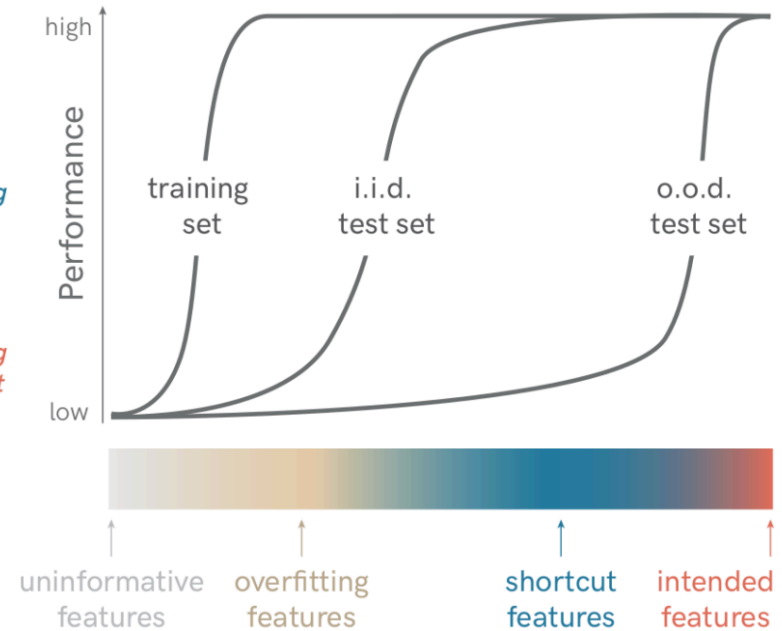 high
Performance
training
set
i.i.d.
test set
o.o.d.
test set
low
g
g
t
uninformative
features
overfitting
features
shortcut
features
intended
features